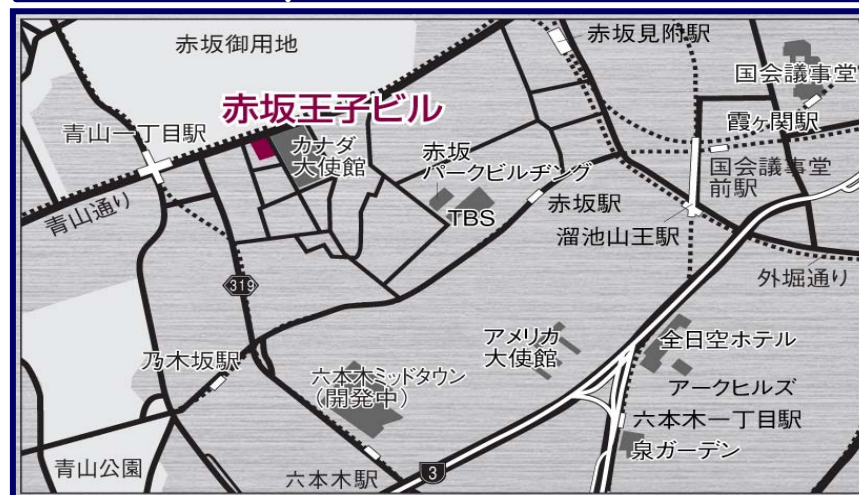 赤坂御用地
赤坂見附駅
国会議事堂
赤坂王子ビル
青山一丁目駅
カナダ
大使館
赤坂
パークビルヂング
霞ヶ関駅
国会議事堂
前駅
青山通り
TBS
赤坂駅
溜池山王駅
外堀通り
319
乃木坂駅
六本木ミッドタウン
(開発中)
アメリカ
大使館
全日空ホテル
アークヒルズ
六本木一丁目駅
泉ガーデン
青山公園
六本木駅
3